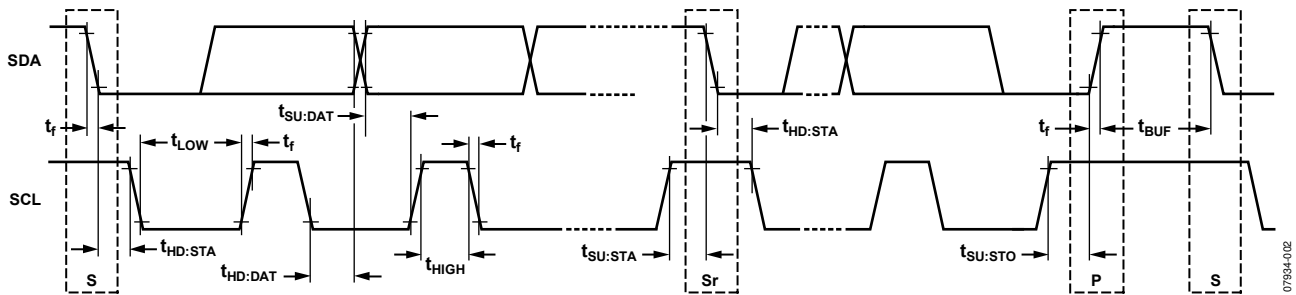 SDA
t_f
t_LOW
t_f
t_SU:DAT
t_f
t_HD:STA
t_f
t_BUF
SCL
t_HD:STA
t_HD:DAT
t_HIGH
t_SU:STA
t_SU:STO
S
Sr
P
S
07934-002